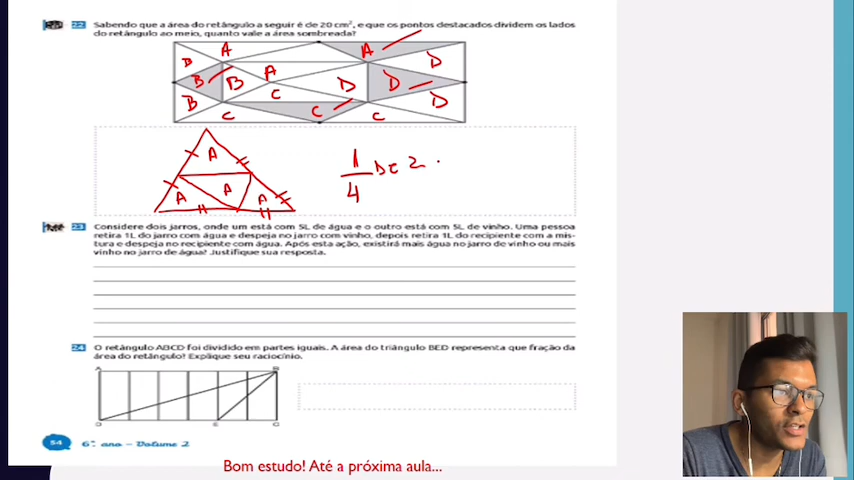 22 Sabendo que a área do retângulo a seguir é de 20 cm², e que os pontos destacados dividem os lados
do retângulo ao meio, quanto vale a área sombreada?
B A A D
B B A D D
B C C D
C C
A
A A A
1/4 DE 2
23 Considere dois jarros, onde um está com 5L de água e o outro está com 5L de vinho. Uma pessoa
retira 1L do jarro com água e despeja no jarro com vinho, depois retira 1L do recipiente com a mis-
tura e despeja no recipiente com água. Após esta ação, existirá mais água no jarro de vinho ou mais
vinho no jarro de água? Justifique sua resposta.
24 O retângulo ABCD foi dividido em partes iguais. A área do triângulo BED representa que fração da
área do retângulo? Explique seu raciocínio.
A B
D E C
54 6º ano - Volume 2
Bom estudo! Até a próxima aula...